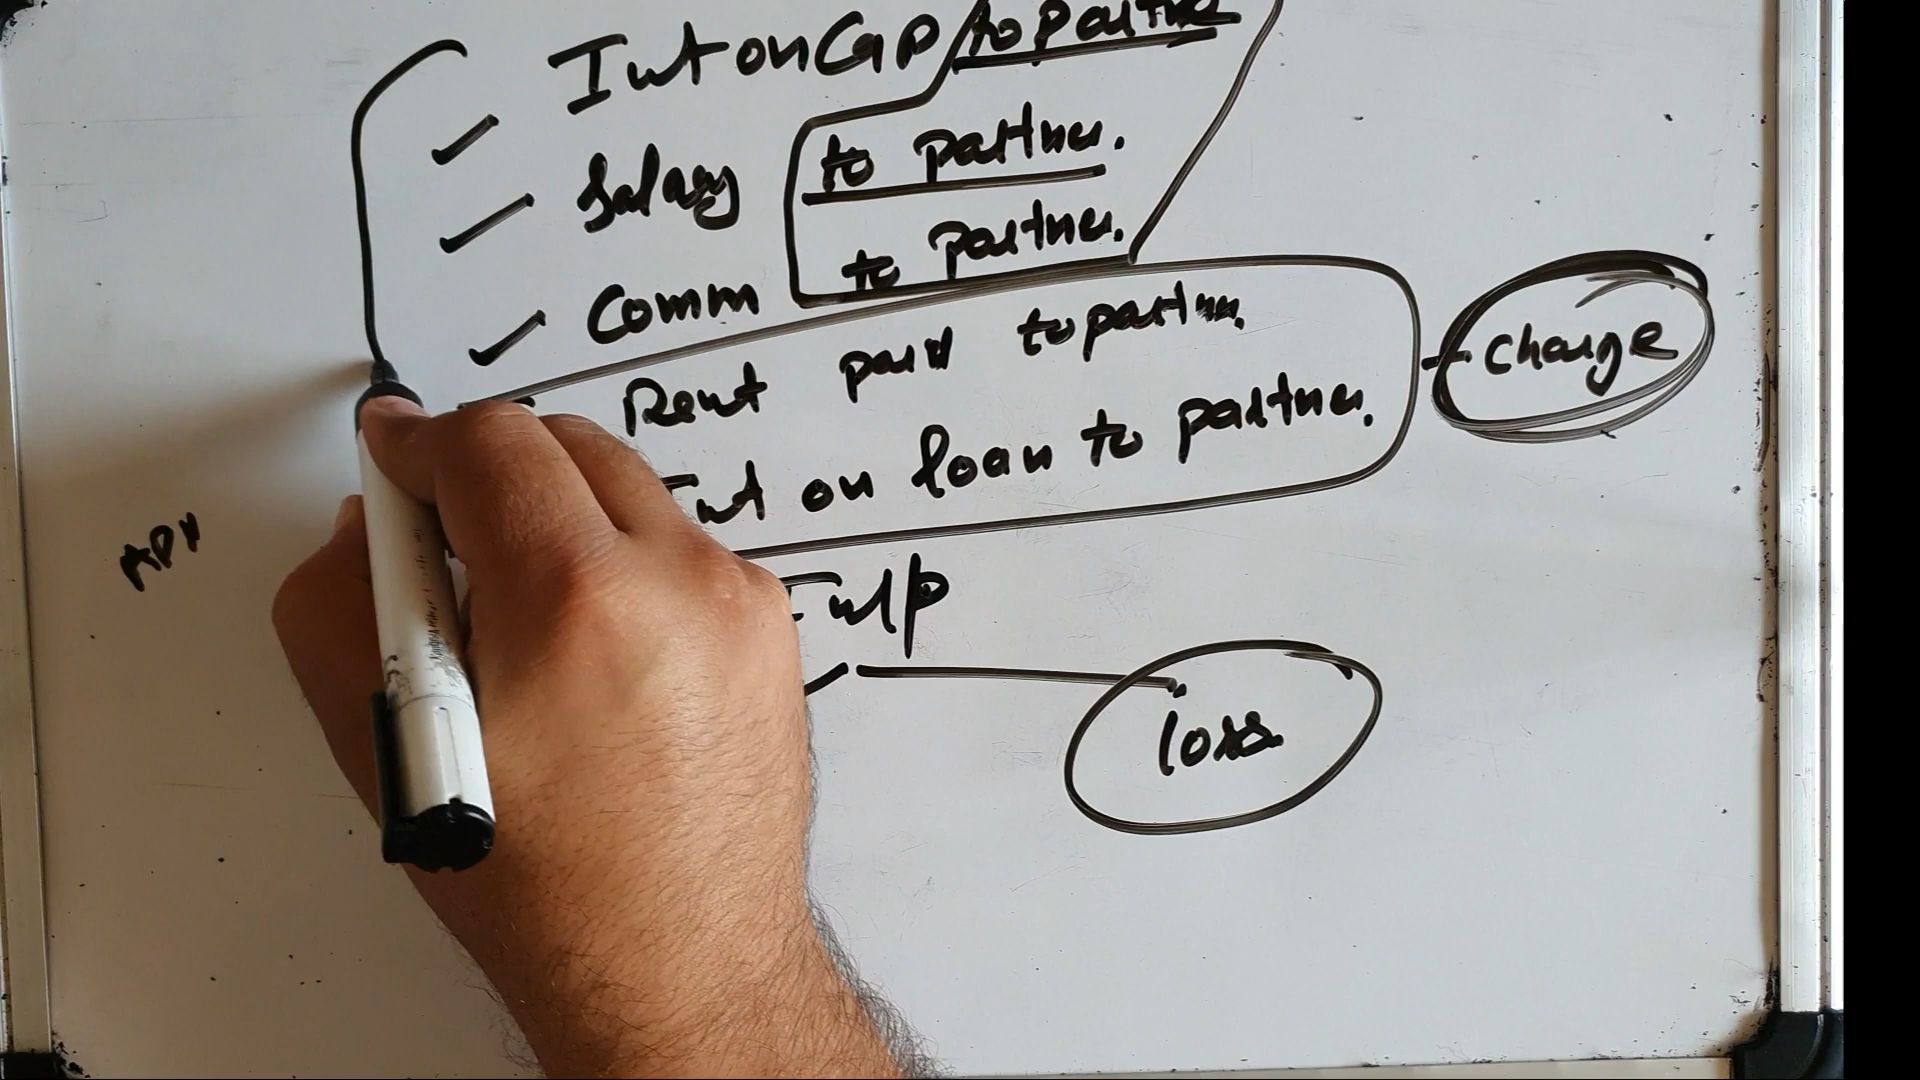 Int on Cap to partner
Salary to partner.
Comm to partner.
Rent paid to partner.
Int on loan to partner.
charge
loss